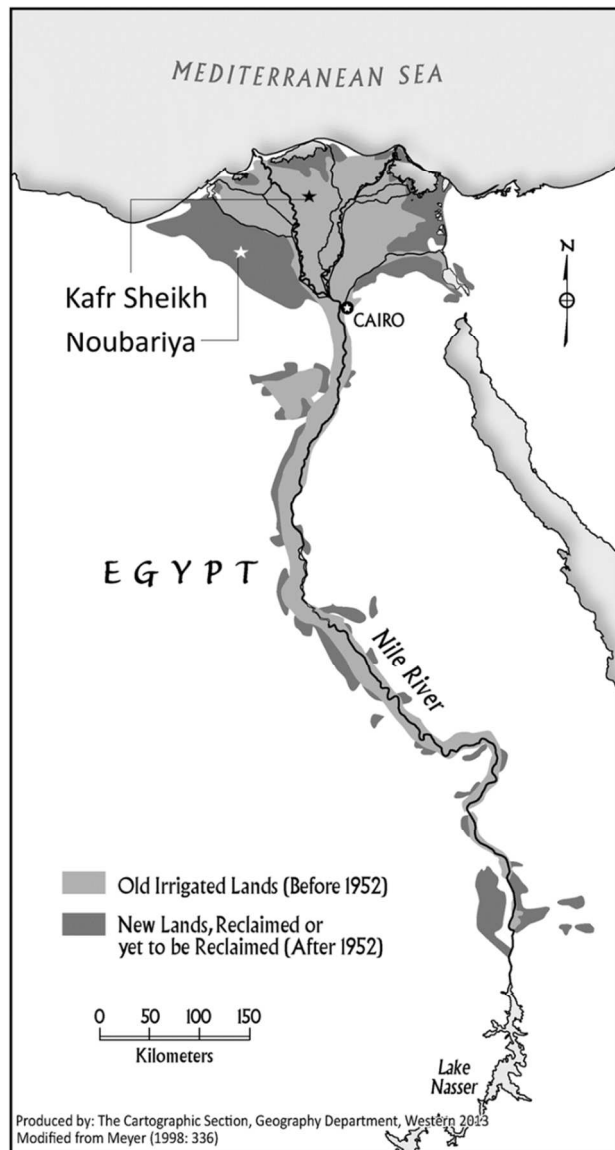 MEDITERRANEAN SEA
Kafr Sheikh
Noubariya
CAIRO
N
EGYPT
Nile River
Old Irrigated Lands (Before 1952)
New Lands, Reclaimed or
yet to be Reclaimed (After 1952)
0 50 100 150
Kilometers
Lake
Nasser
Produced by: The Cartographic Section, Geography Department, Western 2013
Modified from Meyer (1998: 336)